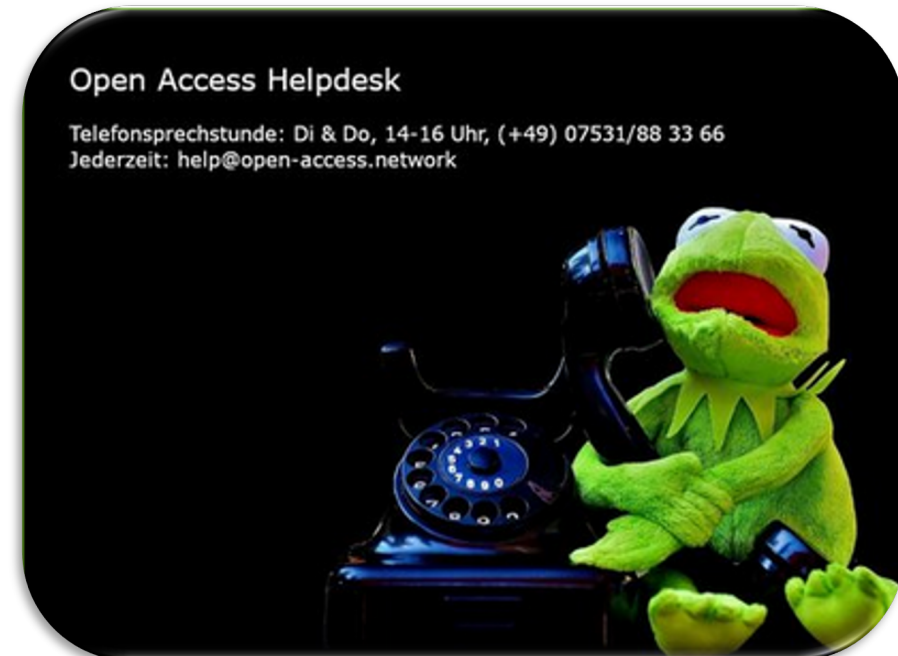 Open Access Helpdesk
Telefonsprechstunde: Di & Do, 14-16 Uhr, (+49) 07531/88 33 66
Jederzeit: help@open-access.network